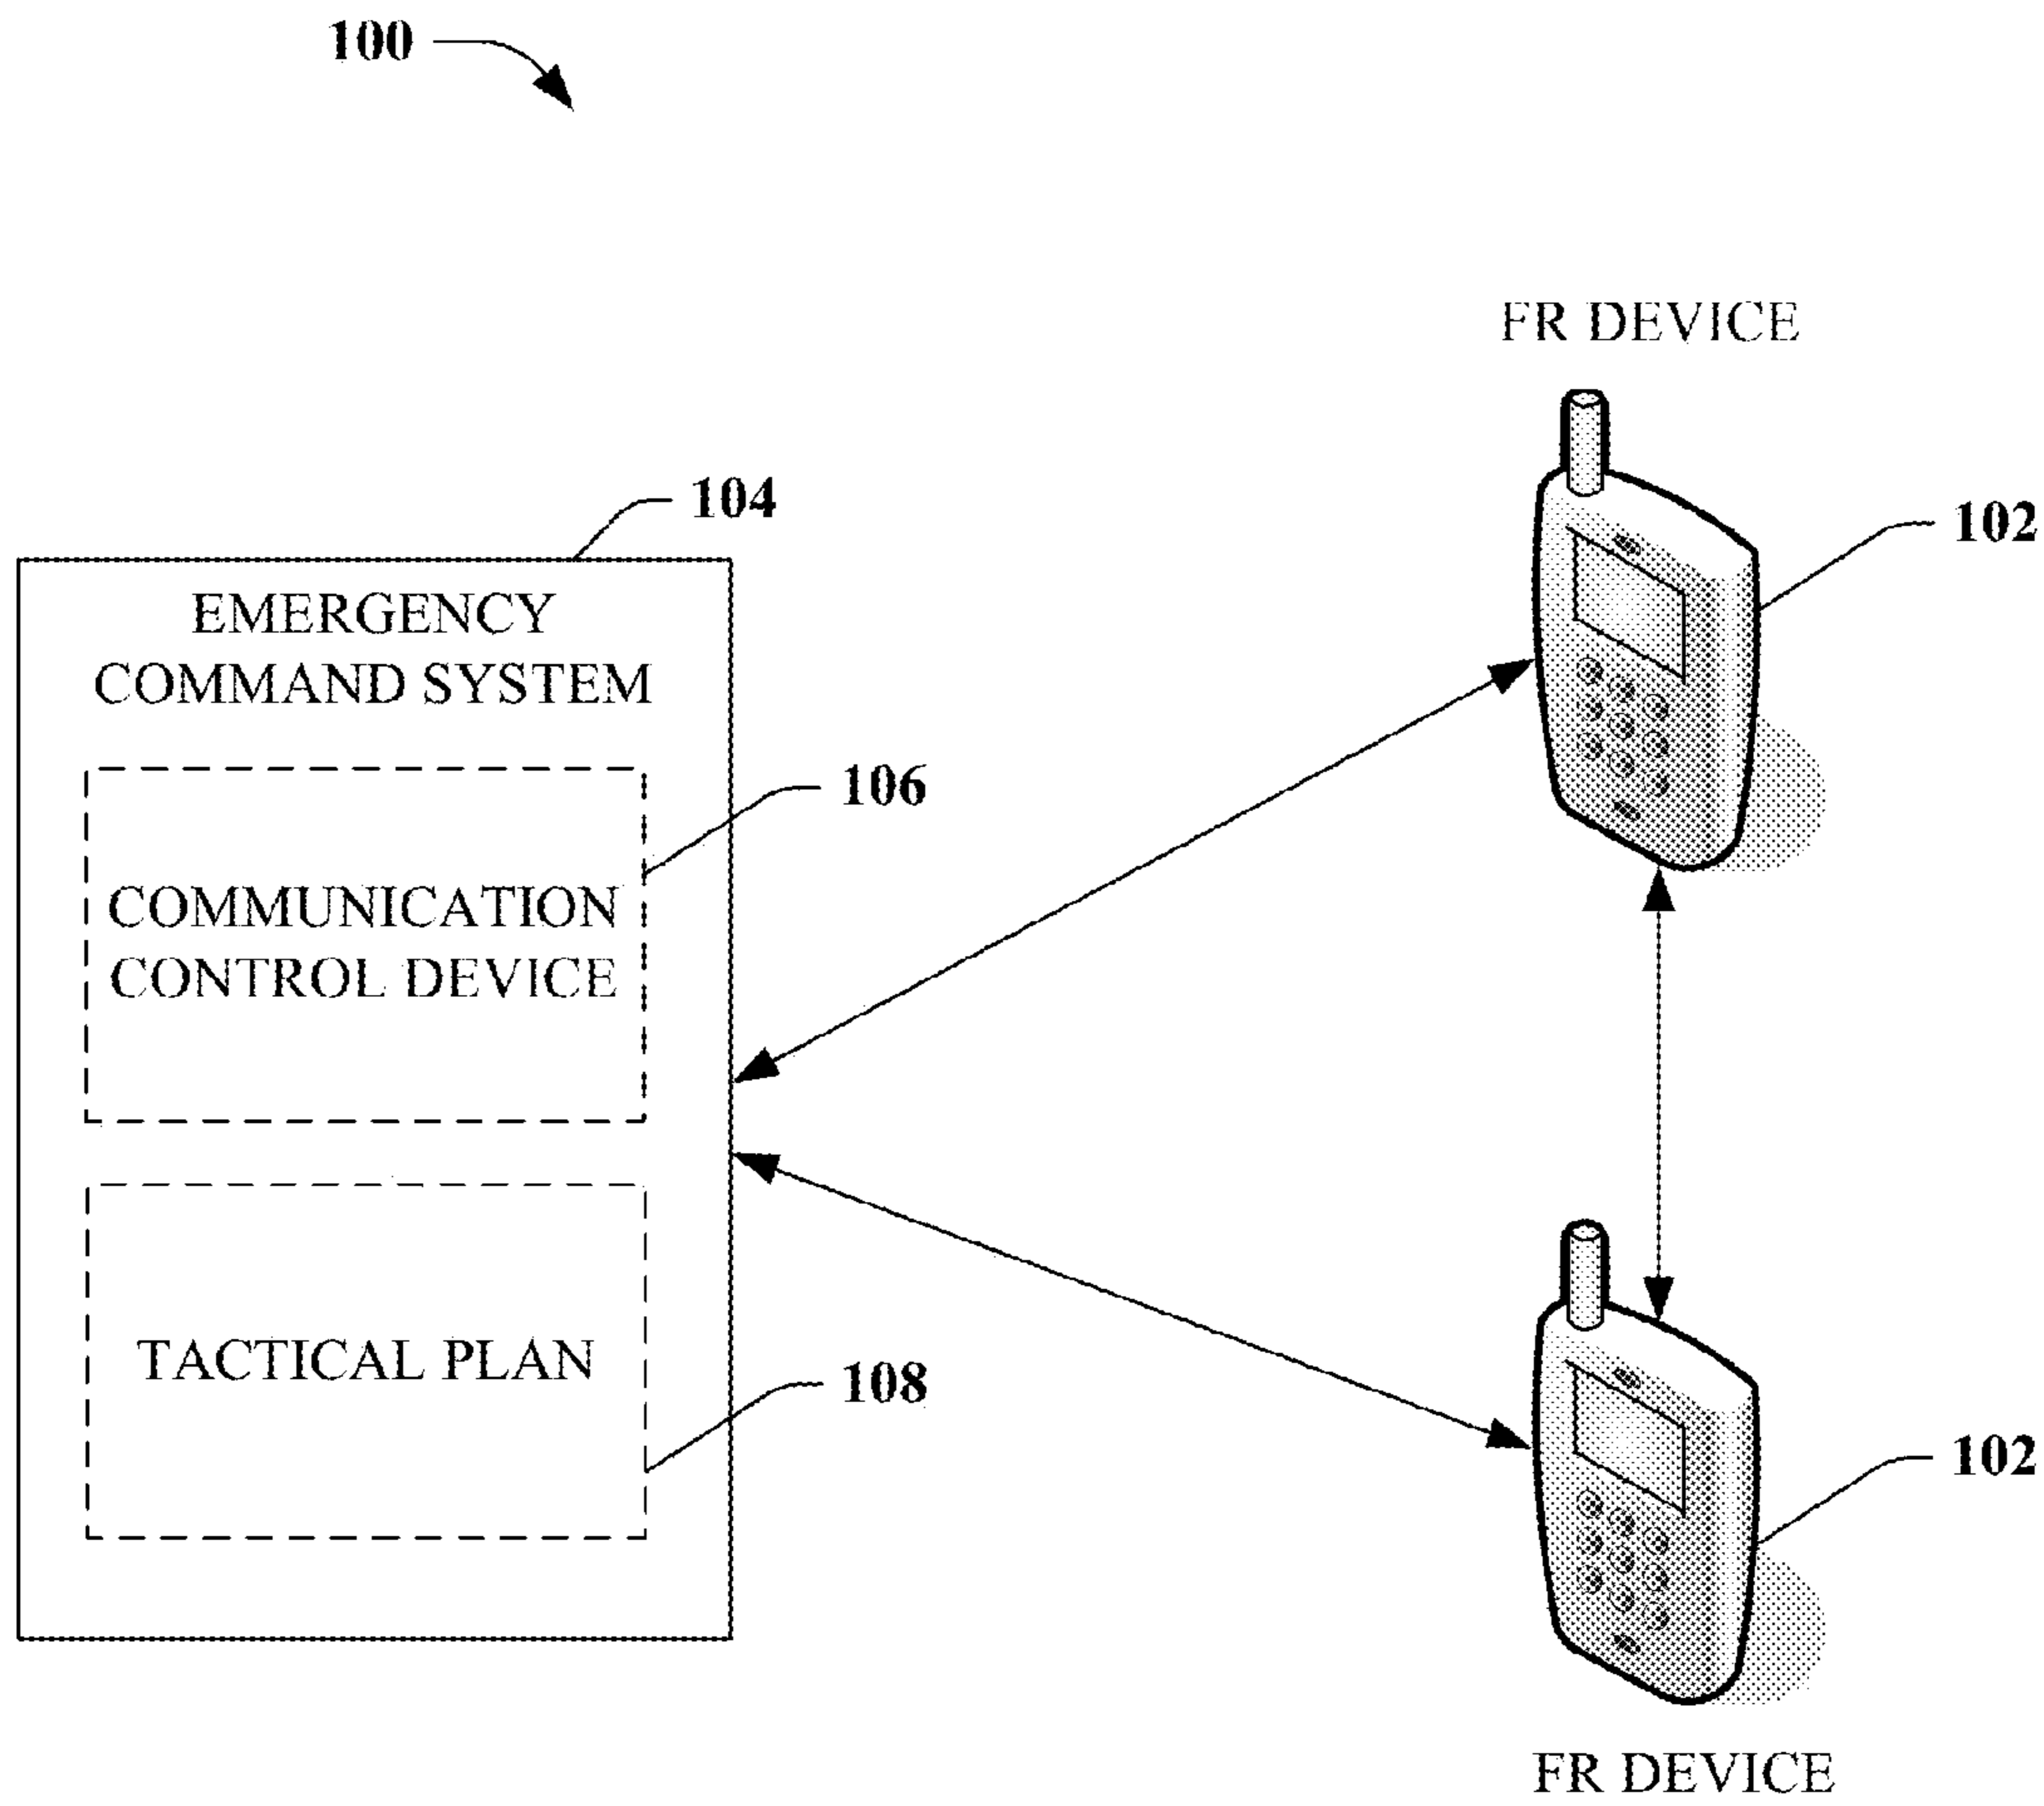 100
FR DEVICE
104
102
EMERGENCY
COMMAND SYSTEM
106
COMMUNICATION
CONTROL DEVICE
TACTICAL PLAN
108
102
FR DEVICE